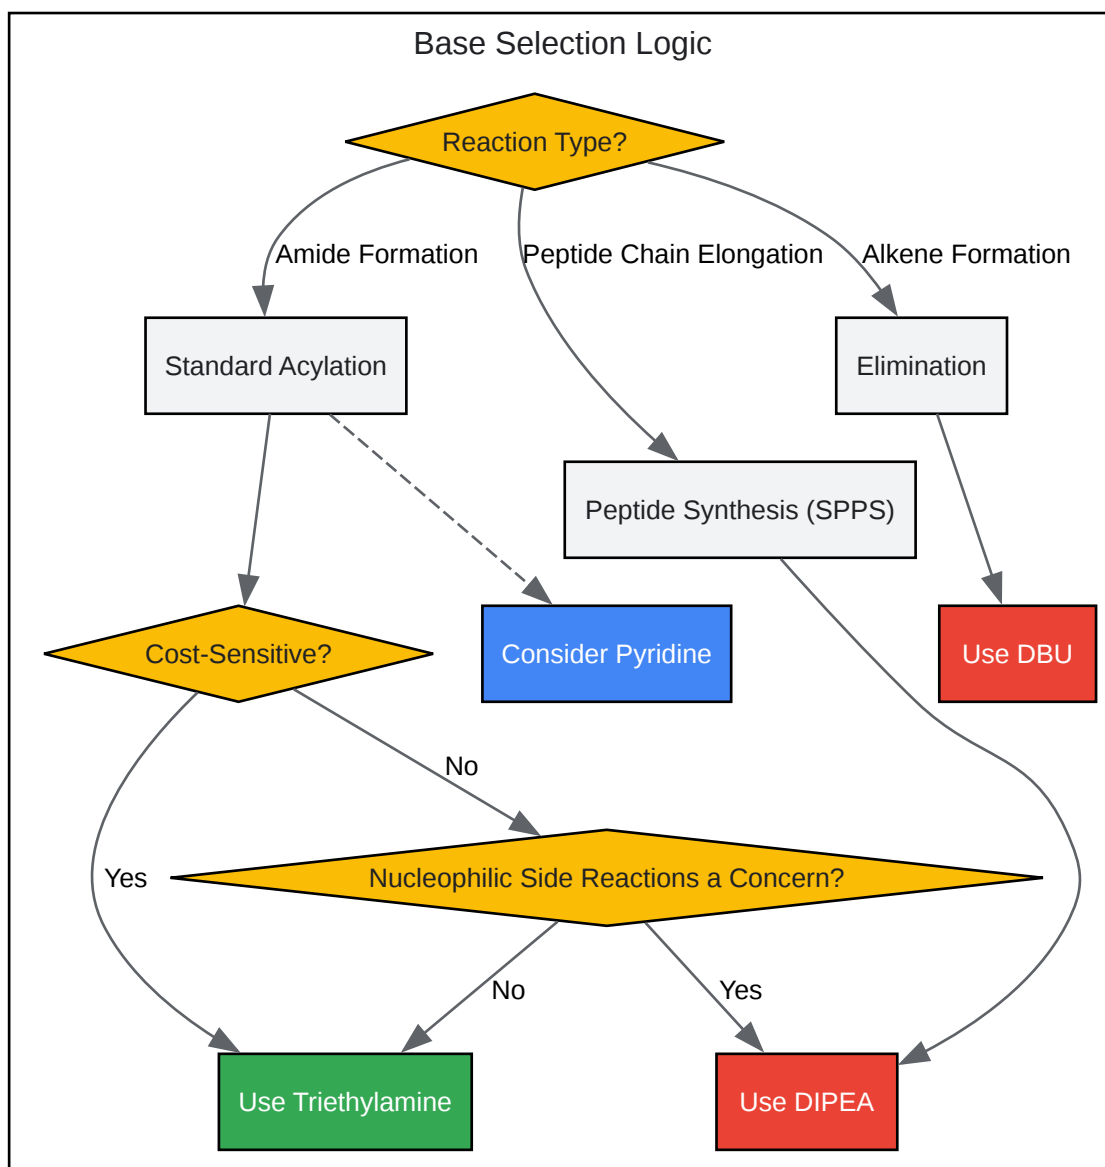 Base Selection Logic
Reaction Type?
Amide Formation
Peptide Chain Elongation
Alkene Formation
Standard Acylation
Elimination
Peptide Synthesis (SPPS)
Cost-Sensitive?
Consider Pyridine
Use DBU
No
Yes
Nucleophilic Side Reactions a Concern?
No
Yes
Use Triethylamine
Use DIPEA